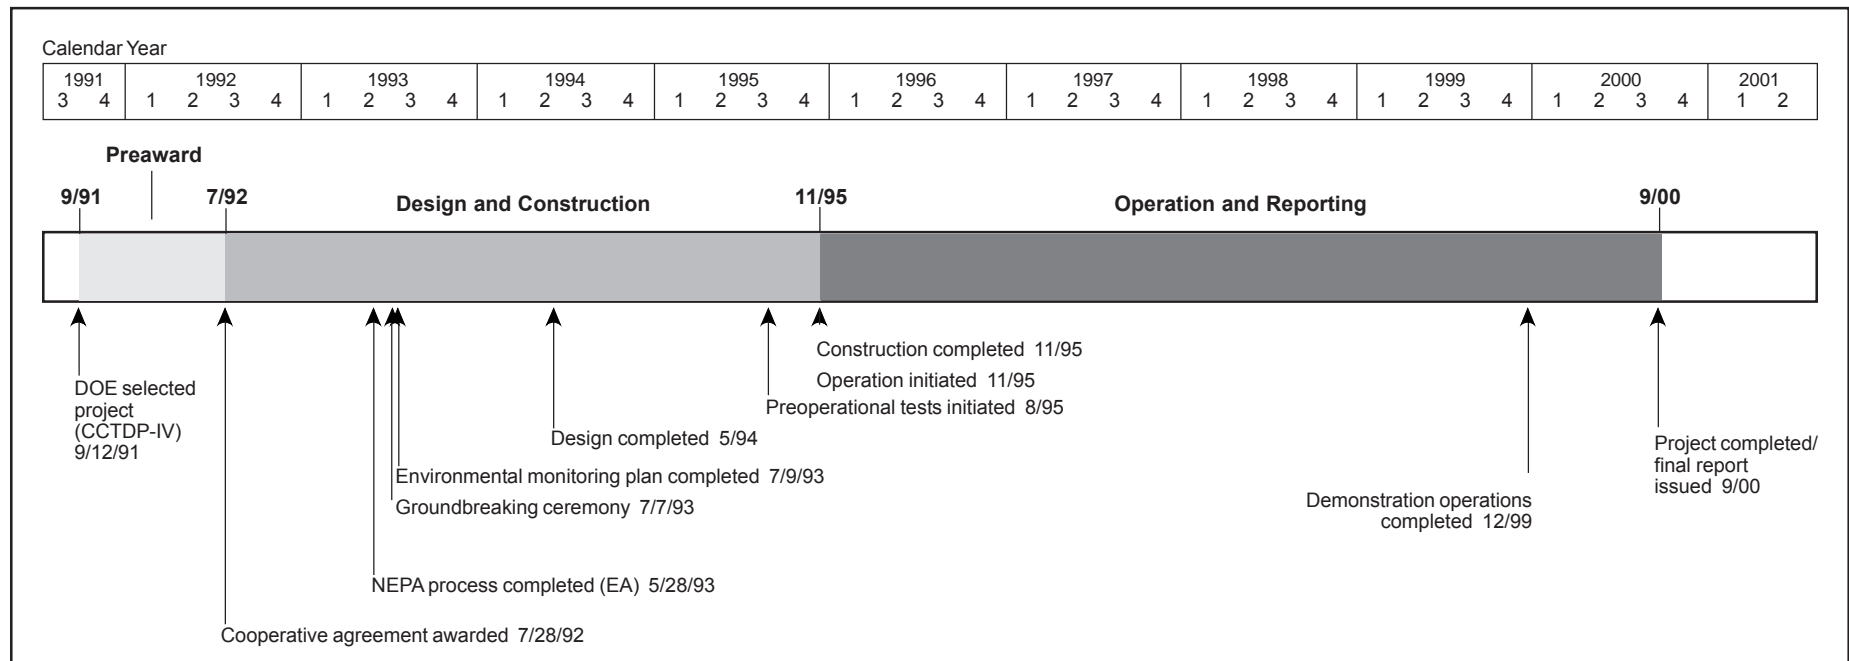 Calendar Year
1991 1992 1993 1994 1995 1996 1997 1998 1999 2000 2001
3 4 1 2 3 4 1 2 3 4 1 2 3 4 1 2 3 4 1 2 3 4 1 2 3 4 1 2 3 4 1 2 3 4 1 2 3 4 1 2
Preaward
9/91 7/92 Design and Construction 11/95 Operation and Reporting 9/00
Construction completed 11/95
Operation initiated 11/95
Preoperational tests initiated 8/95
DOE selected
project
(CCTDP-IV)
9/12/91
Design completed 5/94
Environmental monitoring plan completed 7/9/93
Groundbreaking ceremony 7/7/93
Project completed/
final report
issued 9/00
Demonstration operations
completed 12/99
NEPA process completed (EA) 5/28/93
Cooperative agreement awarded 7/28/92